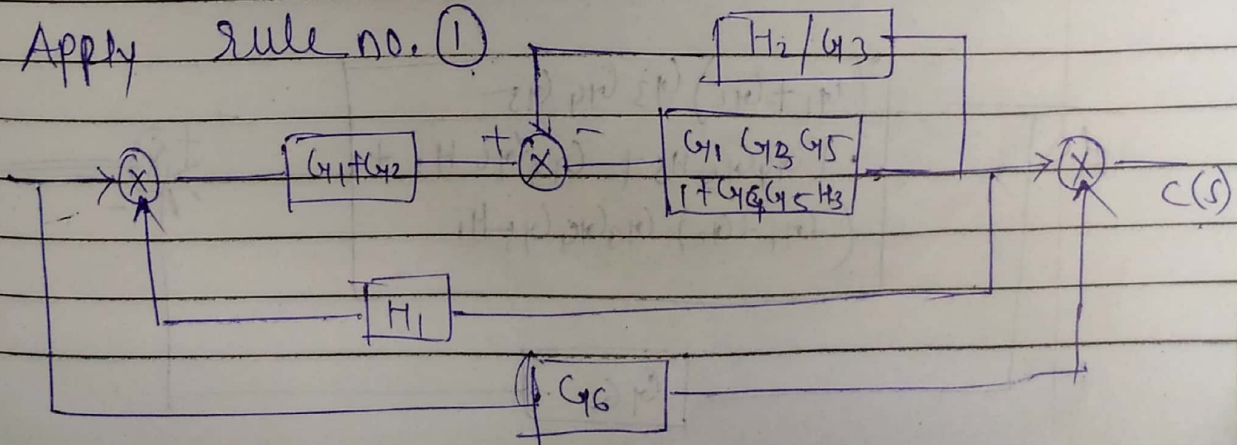 Apply rule no. ①
H2/G3
+ -
G1+G2
G1 G3 G5
1+G4G5H3
C(S)
H1
G6